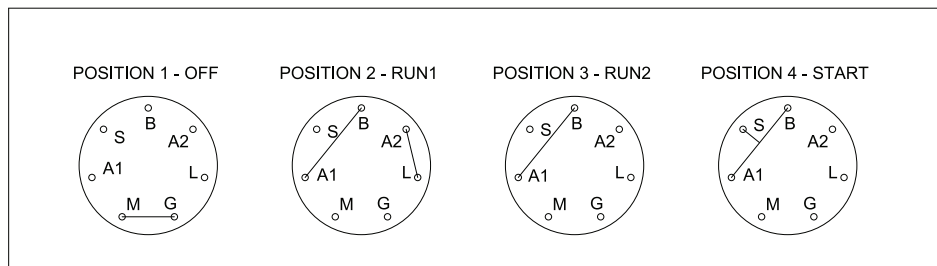 POSITION 1 - OFF
POSITION 2 - RUN1
POSITION 3 - RUN2
POSITION 4 - START
B
S
A2
A1
L
M
G
B
S
A2
A1
L
M
G
B
S
A2
A1
L
M
G
B
S
A2
A1
L
M
G